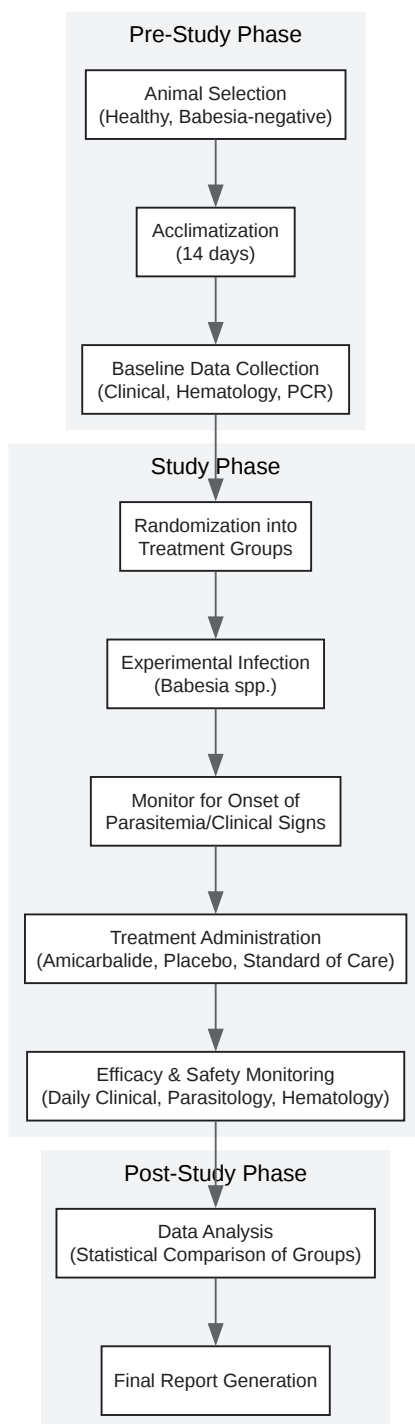 Pre-Study Phase
Animal Selection
(Healthy, Babesia-negative)
Acclimatization
(14 days)
Baseline Data Collection
(Clinical, Hematology, PCR)
Study Phase
Randomization into
Treatment Groups
Experimental Infection
(Babesia spp.)
Monitor for Onset of
Parasitemia/Clinical Signs
Treatment Administration
(Amicarbalide, Placebo, Standard of Care)
Efficacy & Safety Monitoring
(Daily Clinical, Parasitology, Hematology)
Post-Study Phase
Data Analysis
(Statistical Comparison of Groups)
Final Report Generation